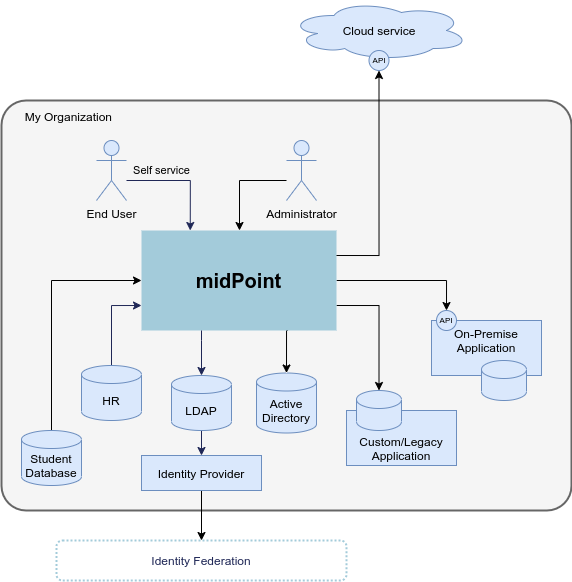 Cloud service
API
My Organization
Self service
End User
Administrator
midPoint
API
On-Premise
Application
HR
LDAP
Active
Directory
Custom/Legacy
Application
Student
Database
Identity Provider
Identity Federation